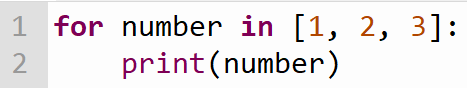 1 for number in [1, 2, 3]:
2     print(number)